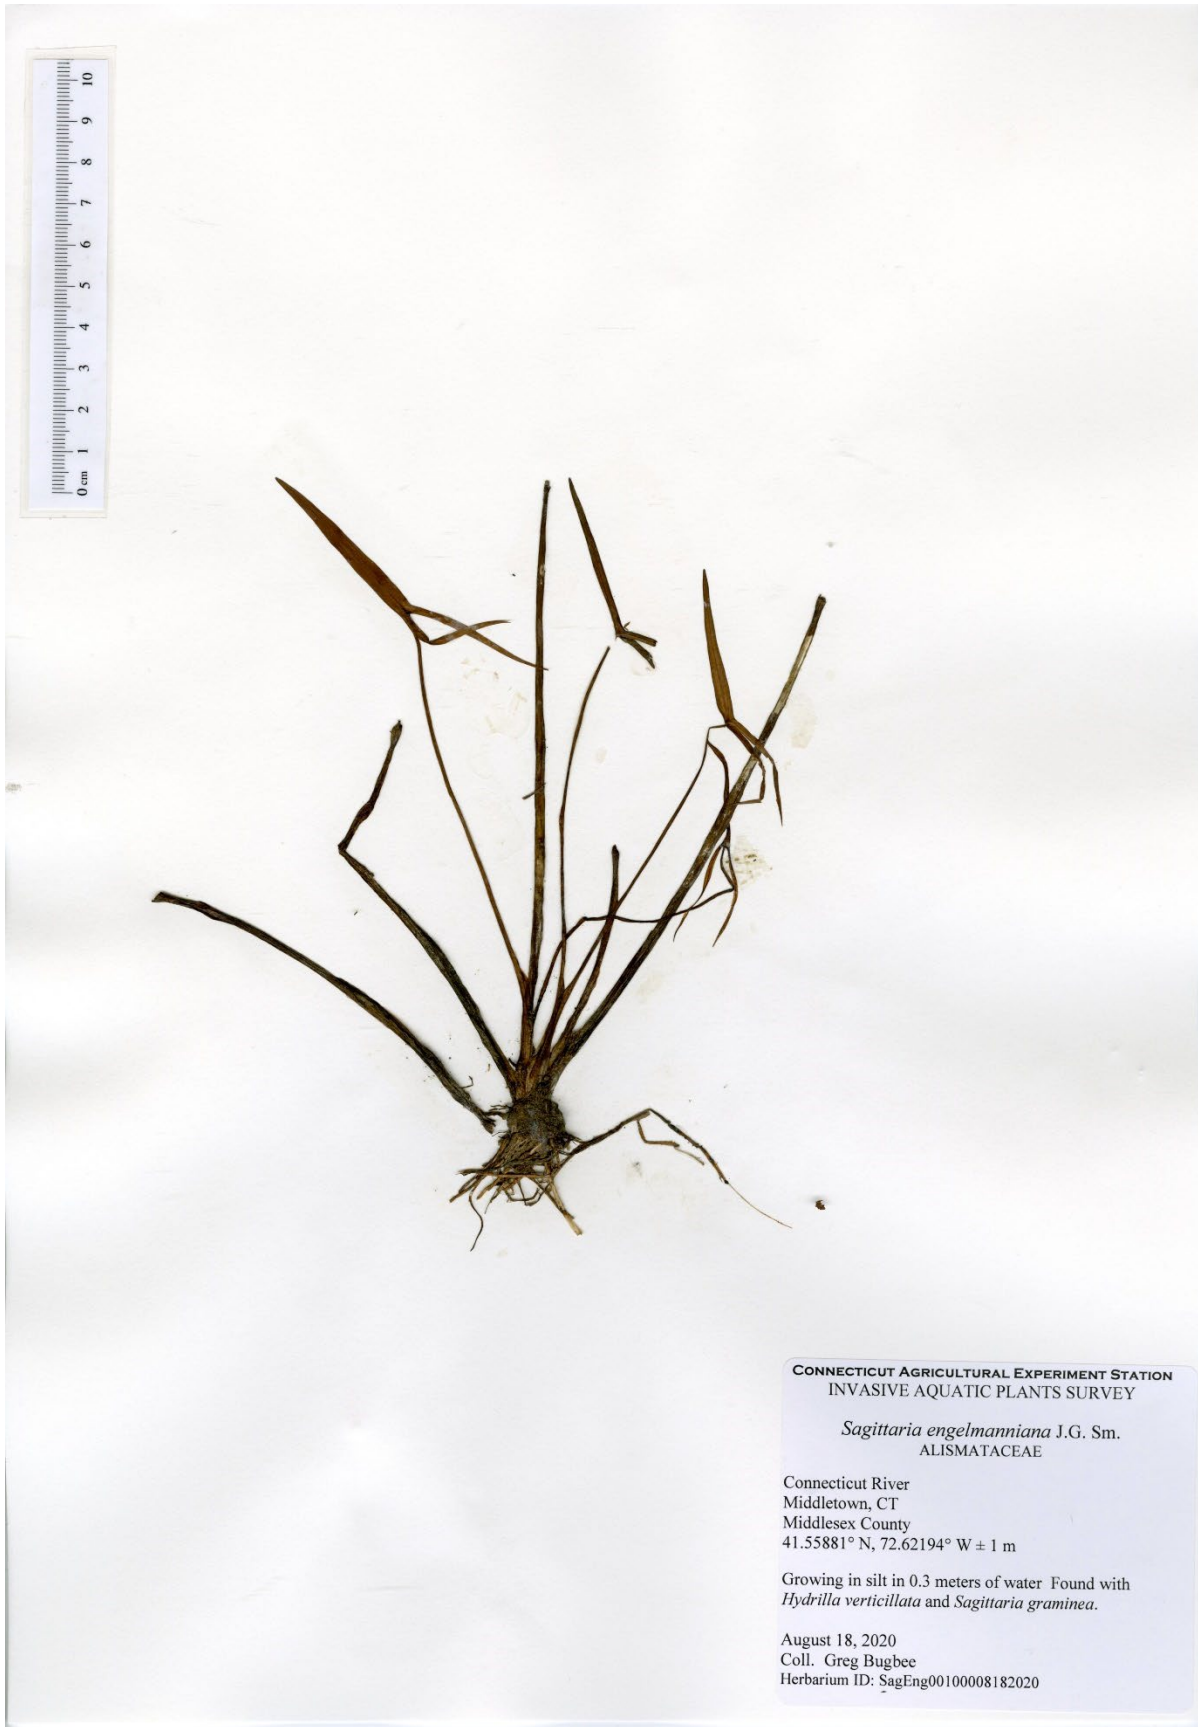 10
9
8
7
6
5
4
3
2
1
0 cm
CONNECTICUT AGRICULTURAL EXPERIMENT STATION
INVASIVE AQUATIC PLANTS SURVEY
Sagittaria engelmanniana J.G. Sm.
ALISMATACEAE
Connecticut River
Middletown, CT
Middlesex County
41.55881° N, 72.62194° W ± 1 m
Growing in silt in 0.3 meters of water Found with
Hydrilla verticillata and Sagittaria graminea.
August 18, 2020
Coll. Greg Bugbee
Herbarium ID: SagEng00100008182020